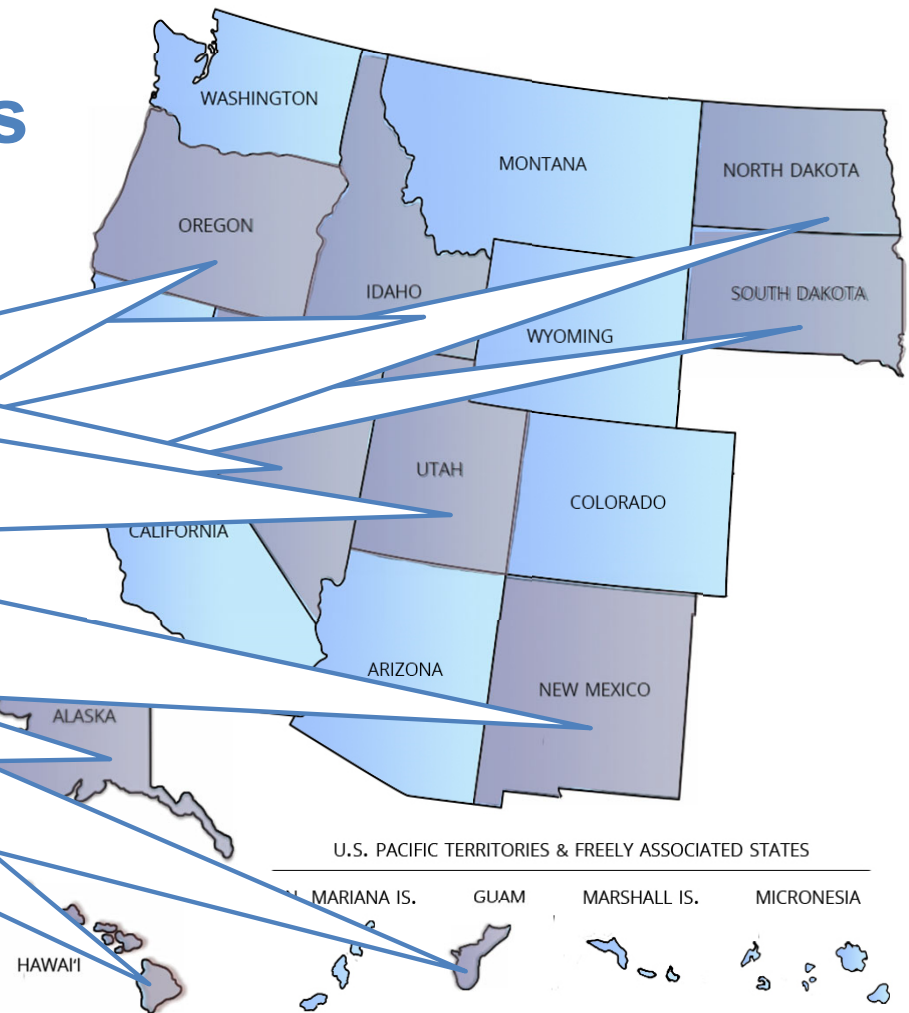 s
WASHINGTON
MONTANA
NORTH DAKOTA
OREGON
IDAHO
SOUTH DAKOTA
WYOMING
UTAH
COLORADO
CALIFORNIA
ARIZONA
NEW MEXICO
ALASKA
U.S. PACIFIC TERRITORIES & FREELY ASSOCIATED STATES
MARIANA IS. GUAM MARSHALL IS. MICRONESIA
HAWAI'I